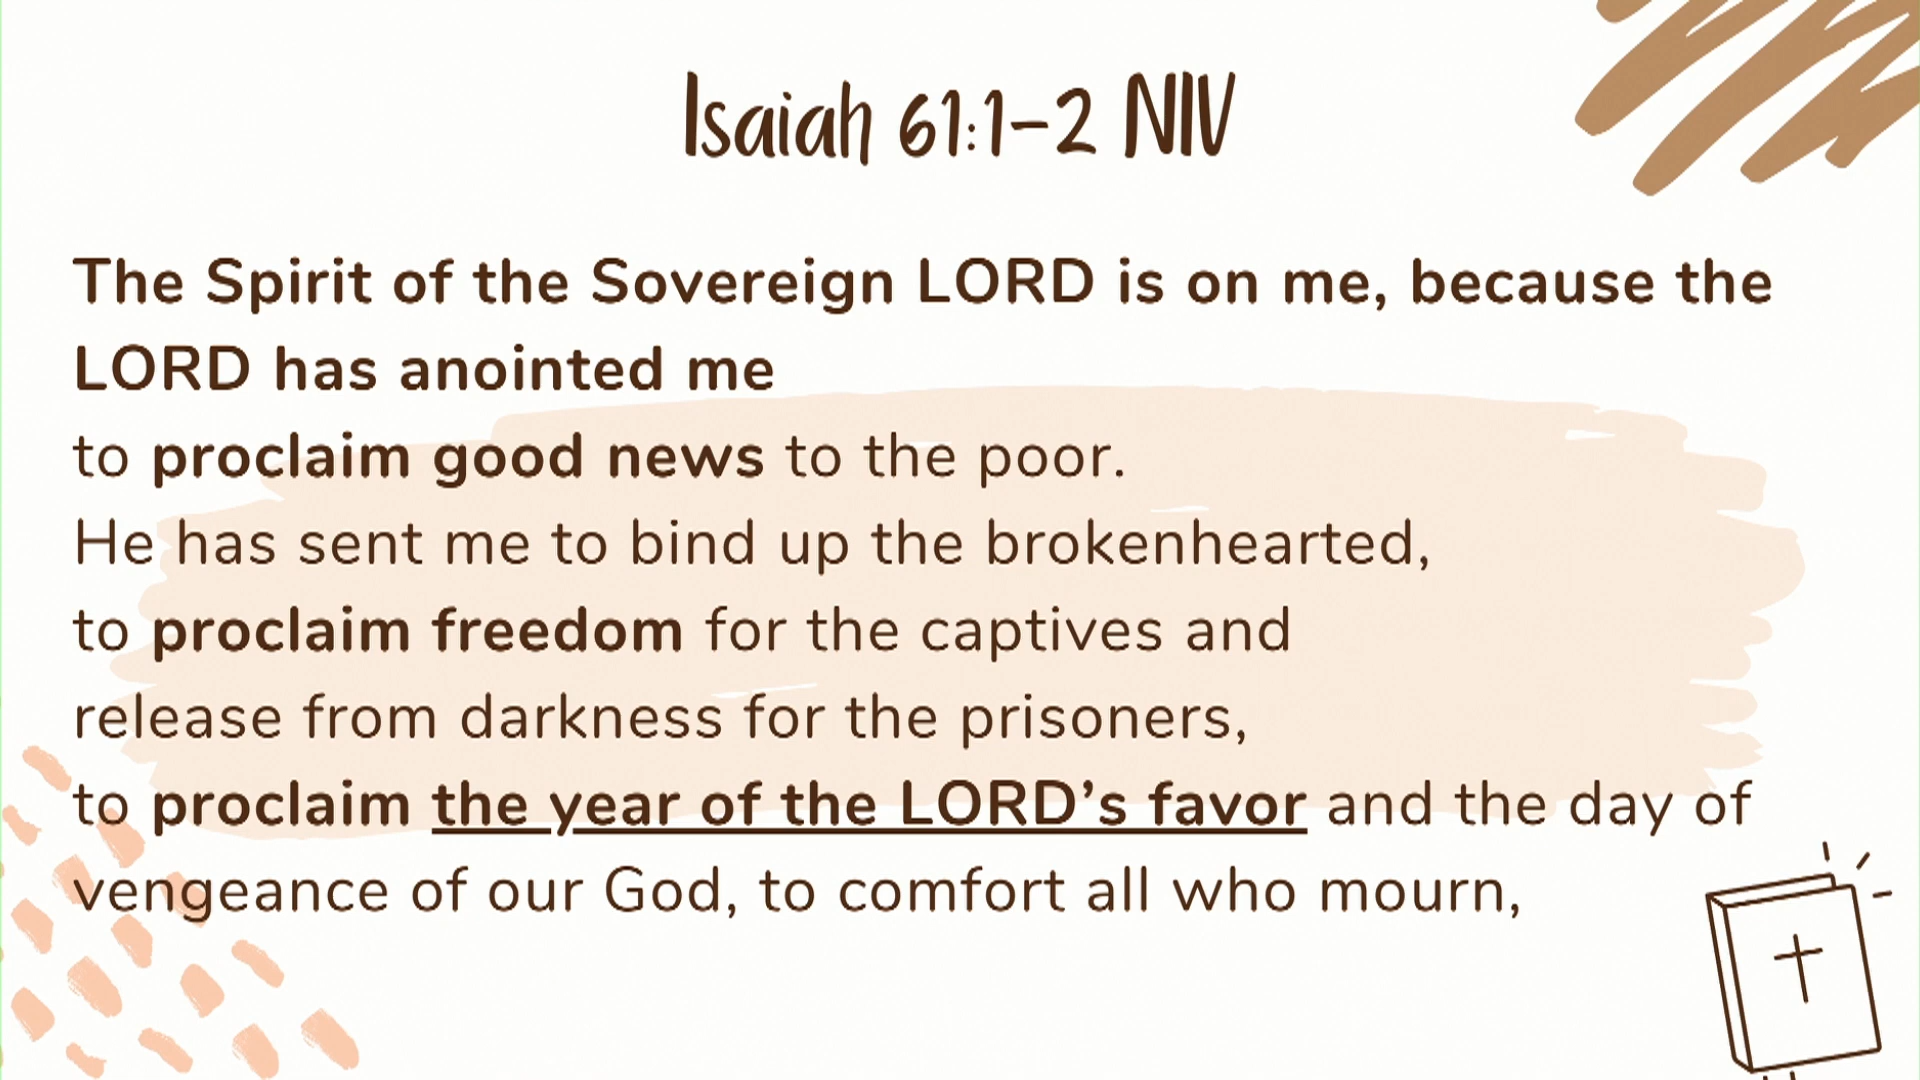 Isaiah 61:1-2 NIV
The Spirit of the Sovereign LORD is on me, because the
LORD has anointed me
to proclaim good news to the poor.
He has sent me to bind up the brokenhearted,
to proclaim freedom for the captives and
release from darkness for the prisoners,
to proclaim the year of the LORD’s favor and the day of
vengeance of our God, to comfort all who mourn,